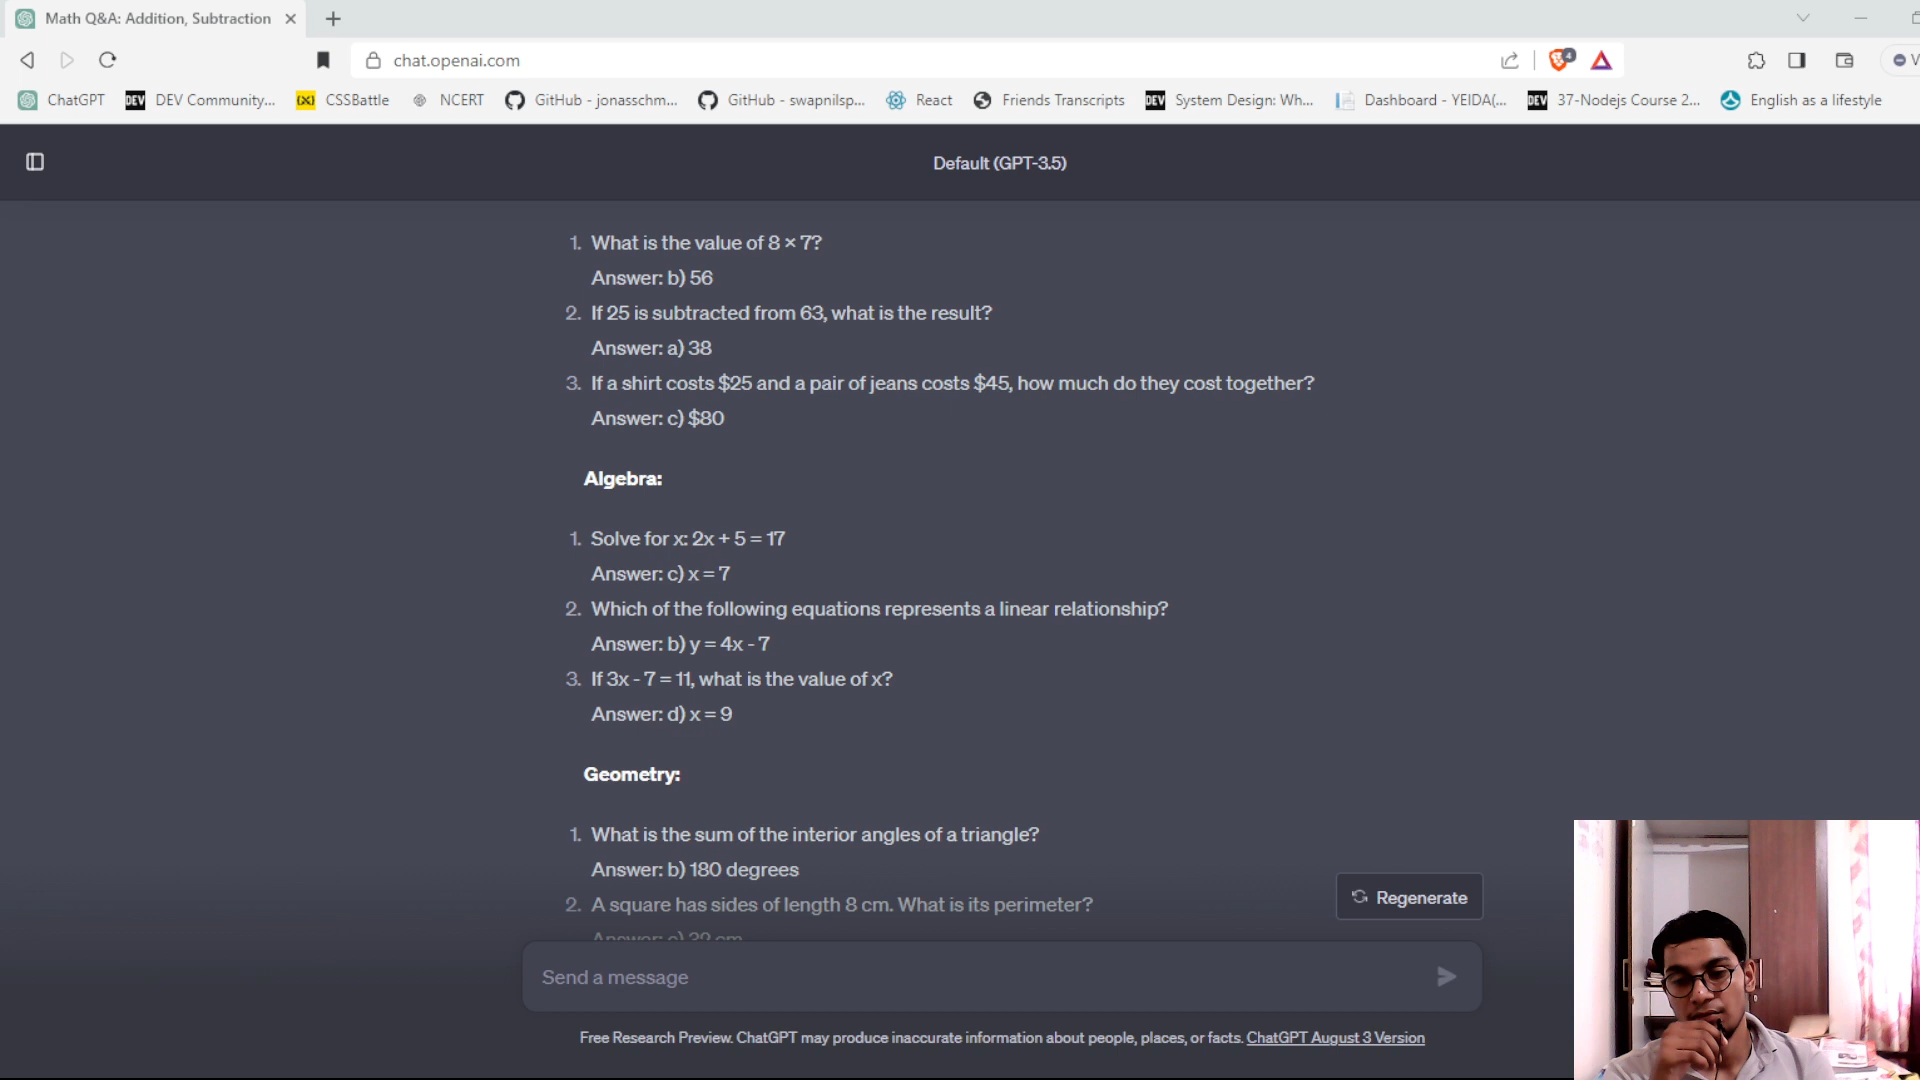 Math Q&A: Addition, Subtraction
chat.openai.com
4
V
ChatGPT
DEV DEV Community...
CSSBattle
NCERT
GitHub - jonasschm...
GitHub - swapnilsp...
React
Friends Transcripts
DEV System Design: Wh...
Dashboard - YEIDA(...
DEV 37-Nodejs Course 2...
English as a lifestyle
Default (GPT-3.5)
1. What is the value of 8 × 7?
Answer: b) 56
2. If 25 is subtracted from 63, what is the result?
Answer: a) 38
3. If a shirt costs $25 and a pair of jeans costs $45, how much do they cost together?
Answer: c) $80
Algebra:
1. Solve for x: 2x + 5 = 17
Answer: c) x = 7
2. Which of the following equations represents a linear relationship?
Answer: b) y = 4x - 7
3. If 3x - 7 = 11, what is the value of x?
Answer: d) x = 9
Geometry:
1. What is the sum of the interior angles of a triangle?
Answer: b) 180 degrees
2. A square has sides of length 8 cm. What is its perimeter?
Answer: c) 32 cm
Regenerate
Send a message
Free Research Preview. ChatGPT may produce inaccurate information about people, places, or facts. ChatGPT August 3 Version